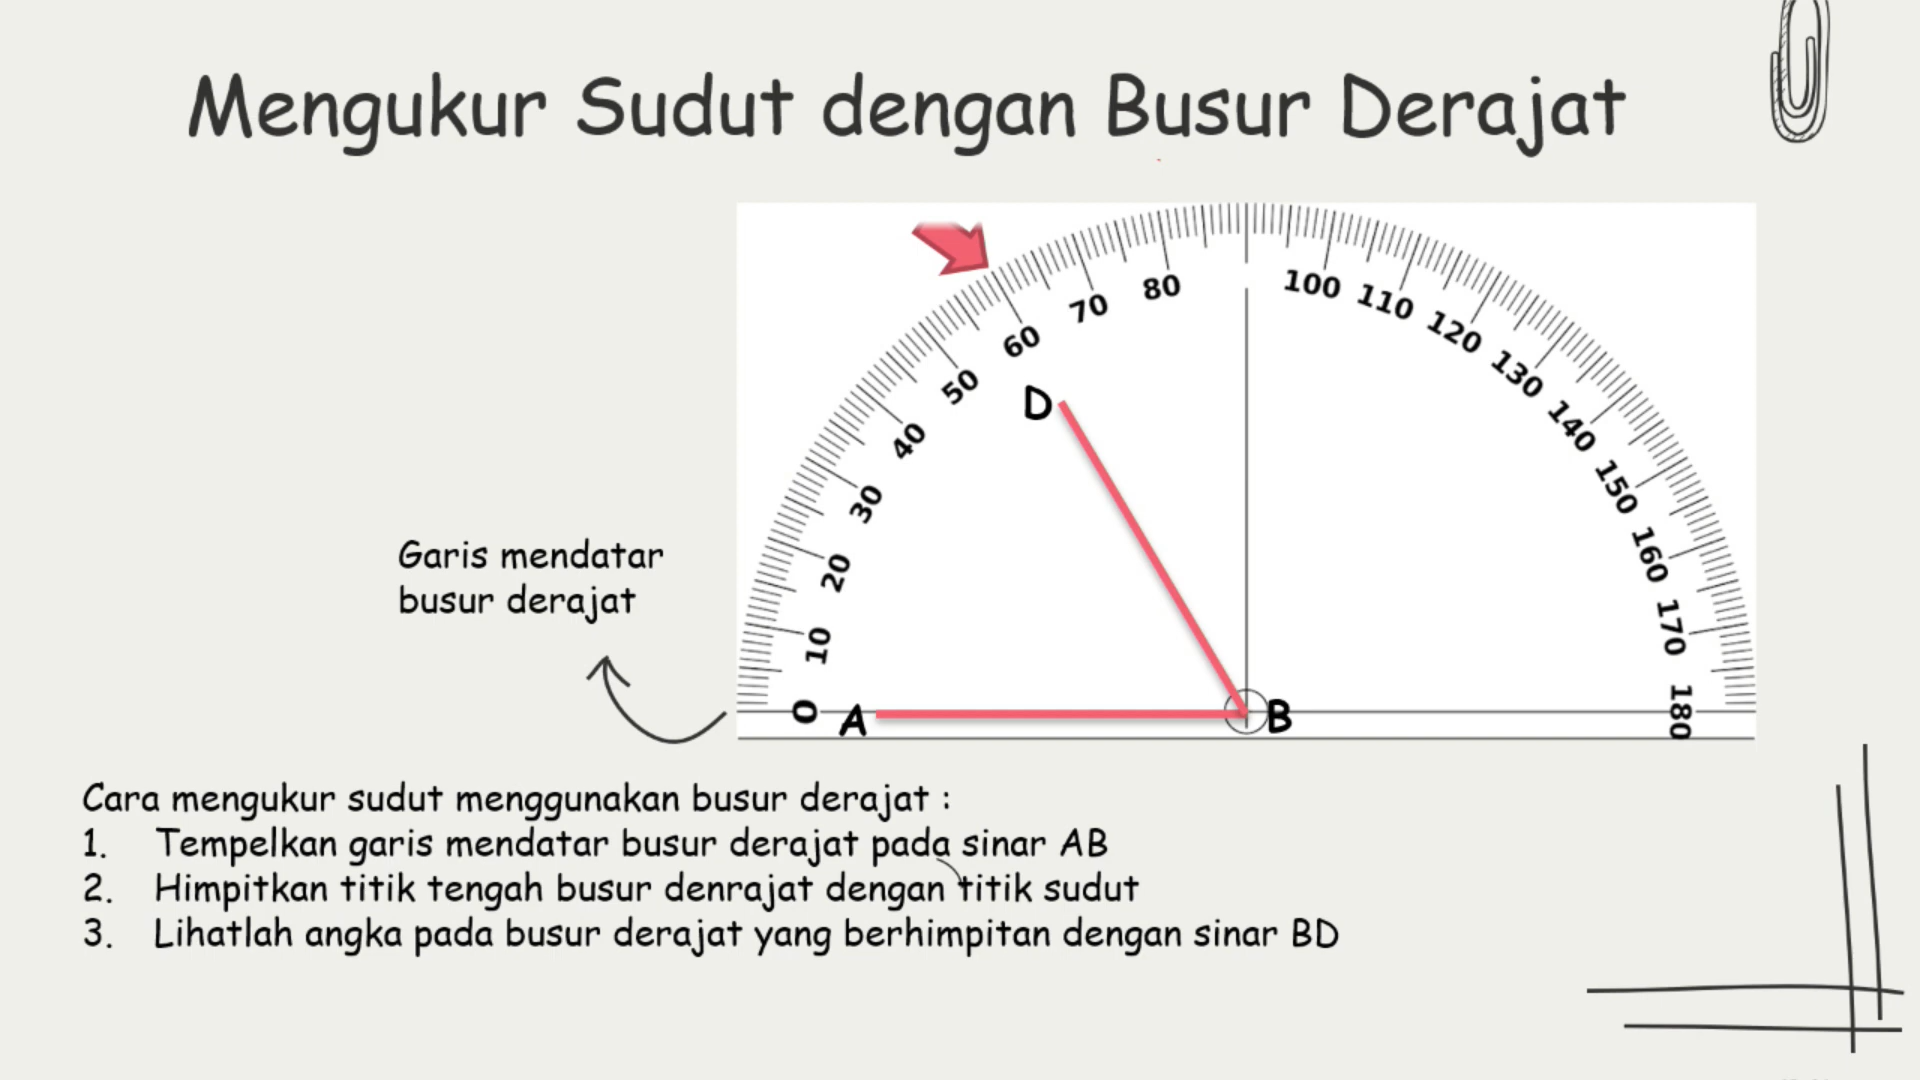 Mengukur Sudut dengan Busur Derajat
80
100
70
110
60
120
50
130
40
140
30
150
20
160
10
170
0
180
D
A
B
Garis mendatar
busur derajat
Cara mengukur sudut menggunakan busur derajat :
1. Tempelkan garis mendatar busur derajat pada sinar AB
2. Himpitkan titik tengah busur denrajat dengan titik sudut
3. Lihatlah angka pada busur derajat yang berhimpitan dengan sinar BD